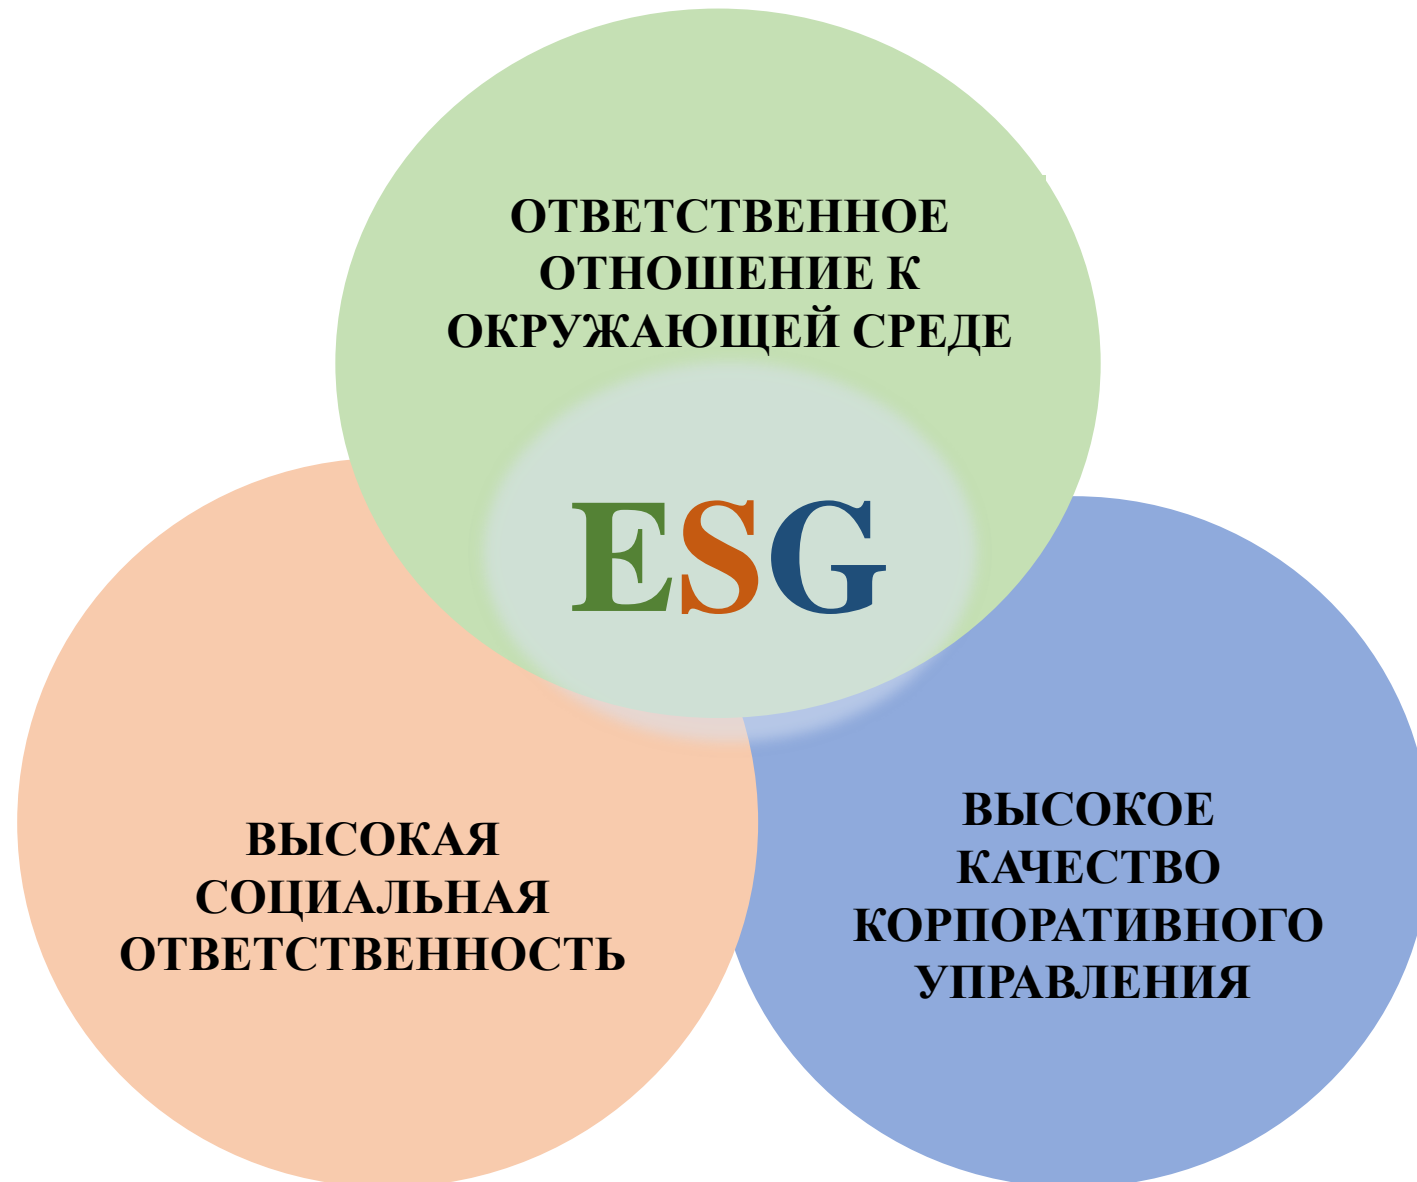 ОТВЕТСТВЕННОЕ
ОТНОШЕНИЕ К
ОКРУЖАЮЩЕЙ СРЕДЕ
ESG
ВЫСОКАЯ
СОЦИАЛЬНАЯ
ОТВЕТСТВЕННОСТЬ
ВЫСОКОЕ
КАЧЕСТВО
КОРПОРАТИВНОГО
УПРАВЛЕНИЯ